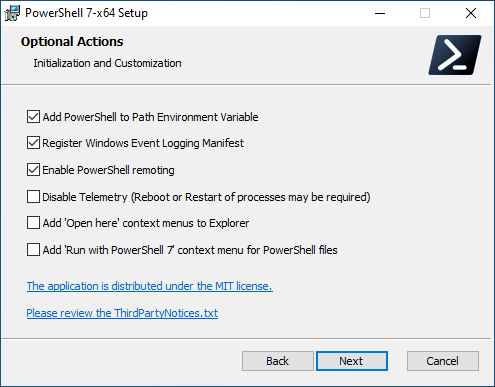 PowerShell 7-x64 Setup
Optional Actions
Initialization and Customization
Add PowerShell to Path Environment Variable
Register Windows Event Logging Manifest
Enable PowerShell remoting
Disable Telemetry (Reboot or Restart of processes may be required)
Add 'Open here' context menus to Explorer
Add 'Run with PowerShell 7' context menu for PowerShell files
The application is distributed under the MIT license.
Please review the ThirdPartyNotices.txt
Back Next Cancel